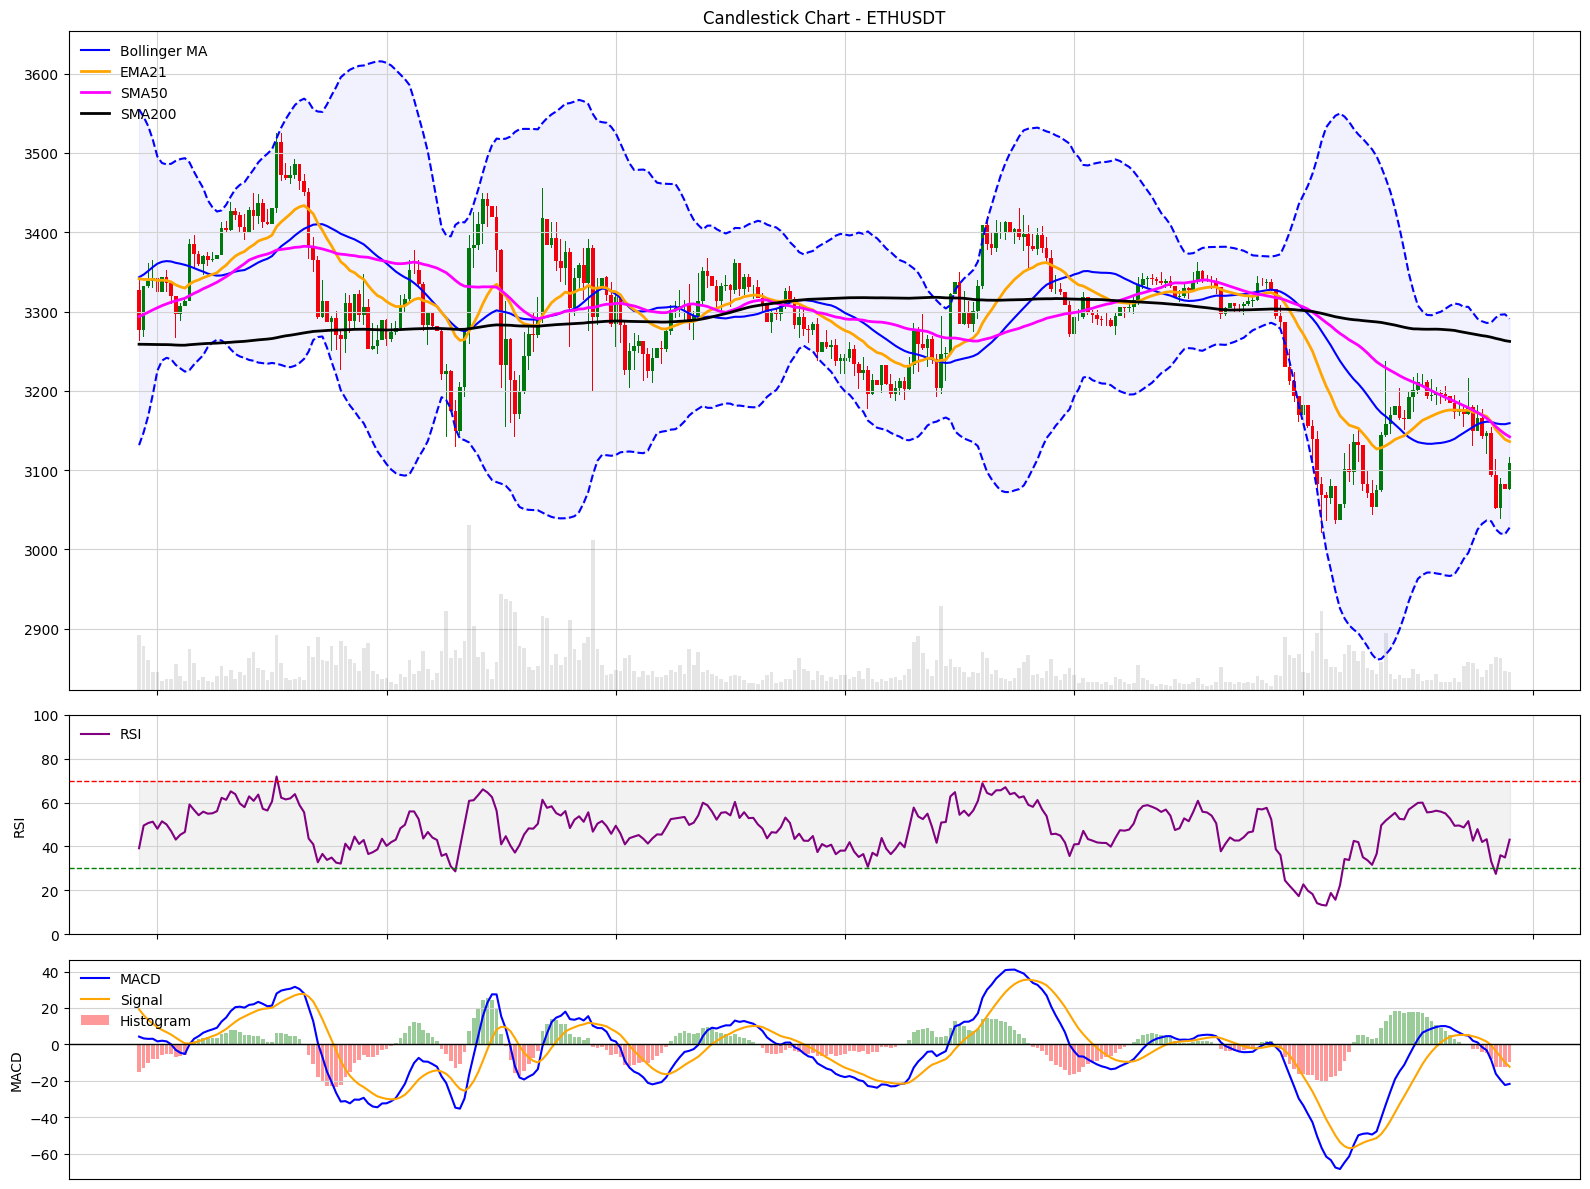 Candlestick Chart - ETHUSDT
Bollinger MA
EMA21
SMA50
SMA200
3600
3500
3400
3300
3200
3100
3000
2900
RSI
100
80
60
40
20
0
RSI
MACD
Signal
Histogram
40
20
0
−20
−40
−60
MACD